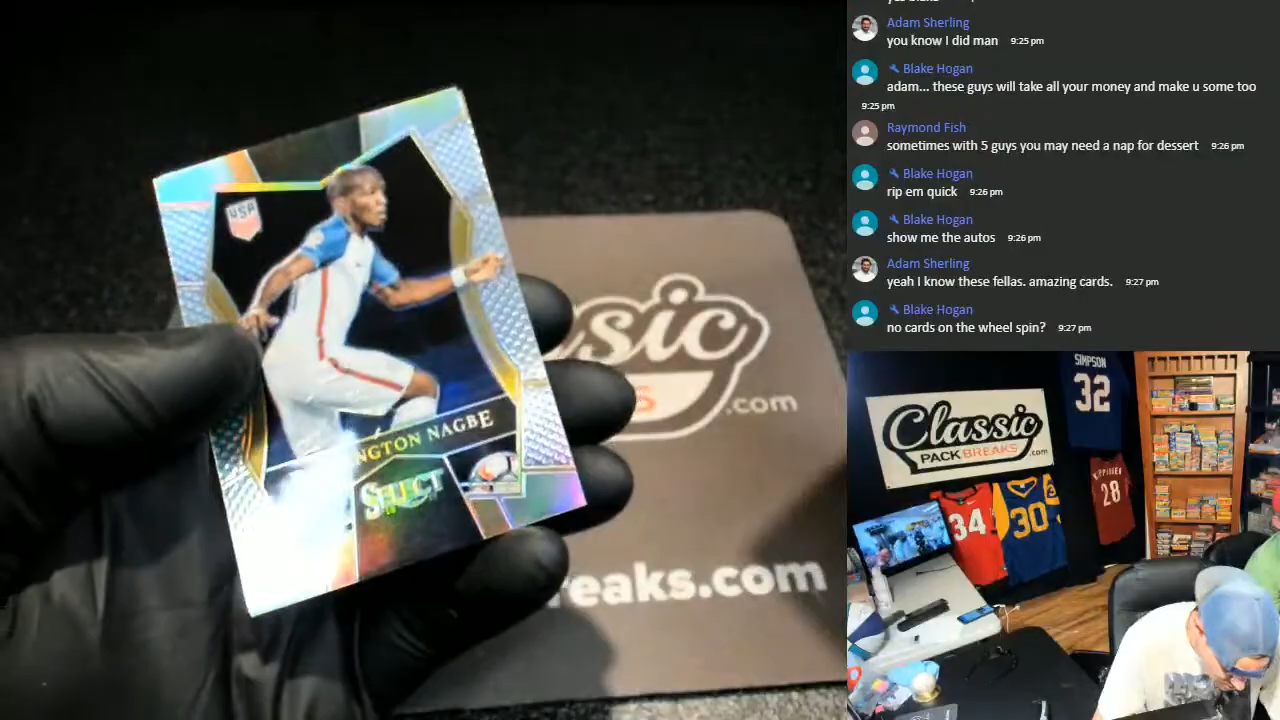 USA
NGTON NAGBE
SELECT
ssic
S
.com
reaks.com
Adam Sherling
you know I did man 9:25 pm
Blake Hogan
adam... these guys will take all your money and make u some too
9:25 pm
Raymond Fish
sometimes with 5 guys you may need a nap for dessert 9:26 pm
Blake Hogan
rip em quick 9:26 pm
Blake Hogan
show me the autos 9:26 pm
Adam Sherling
yeah I know these fellas. amazing cards. 9:27 pm
Blake Hogan
no cards on the wheel spin? 9:27 pm
SIMPSON
32
Classic
PACKBREAKS
.com
34
30
28